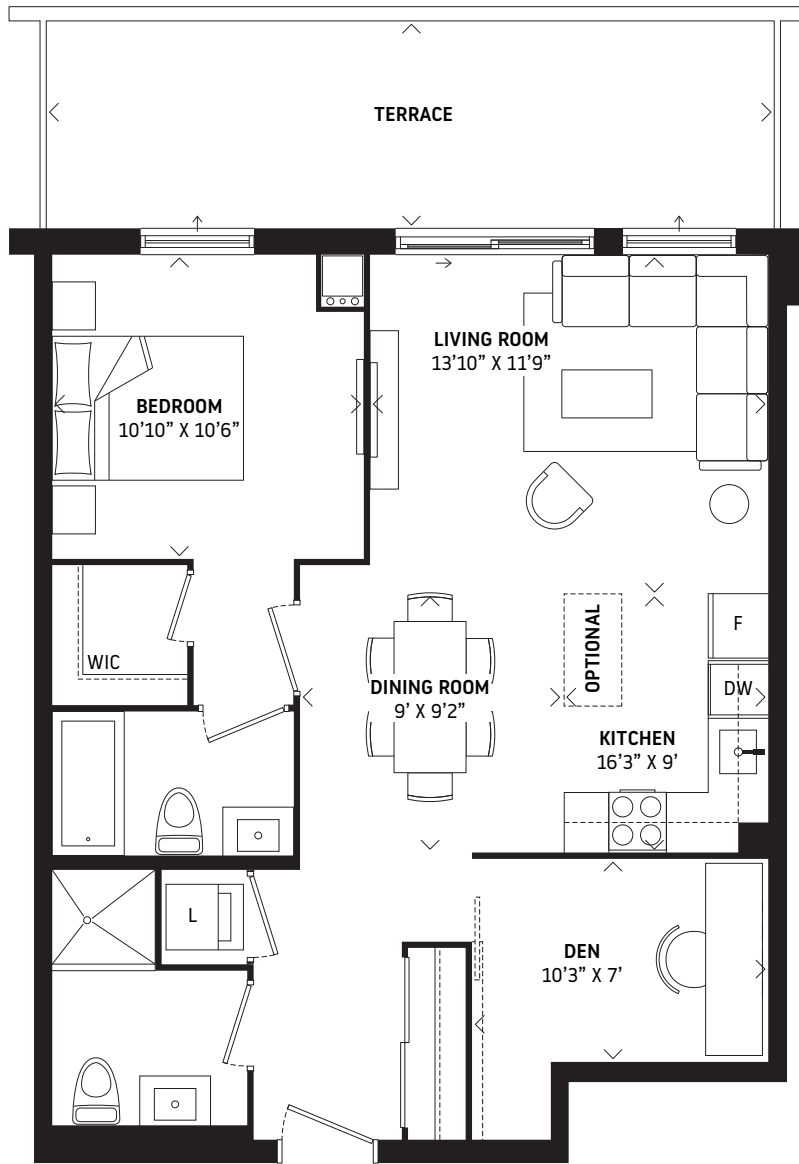 TERRACE
LIVING ROOM
13'10" X 11'9"
BEDROOM
10'10" X 10'6"
OPTIONAL
F
WIC
DW
DINING ROOM
9' X 9'2"
KITCHEN
16'3" X 9'
L
DEN
10'3" X 7'